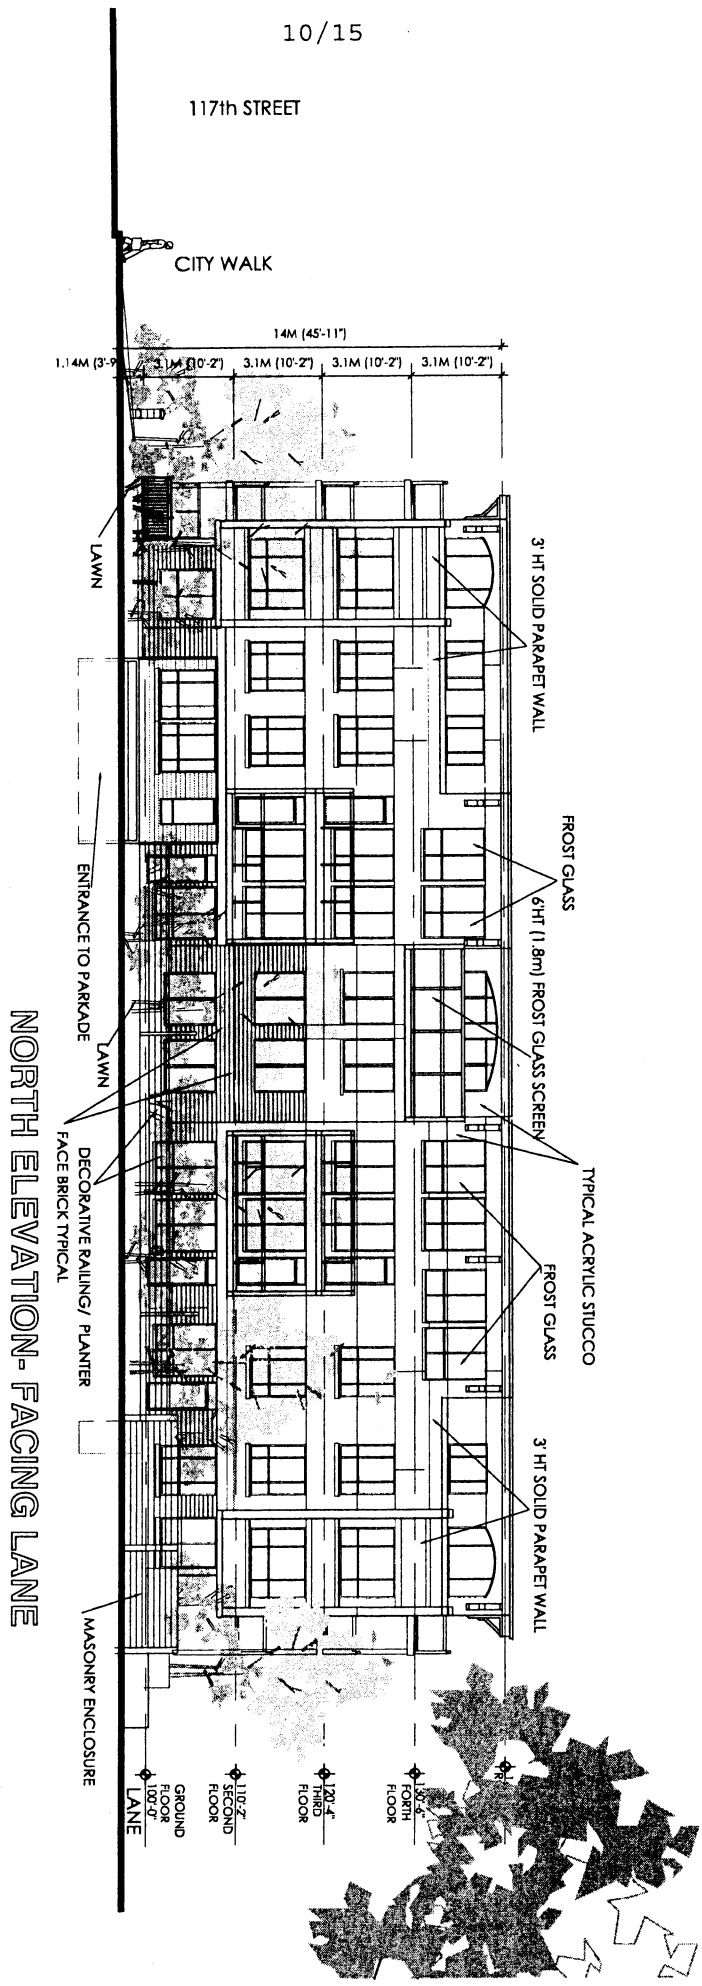 10/15
117th STREET
CITY WALK
14M (45'-11")
1.14M (3'-9
3.1M (10'-2")
3.1M (10'-2")
3.1M (10'-2")
3.1M (10'-2")
3' HT SOLID PARAPET WALL
FROST GLASS
6'HT (1.8m) FROST GLASS SCREEN
TYPICAL ACRYLIC STUCCO
FROST GLASS
3' HT SOLID PARAPET WALL
LAWN
ENTRANCE TO PARKADE
LAWN
FACE BRICK TYPICAL
DECORATIVE RAILING/ PLANTER
MASONRY ENCLOSURE
130'-6"
FORTH
FLOOR
120'-4"
THIRD
FLOOR
110'-2"
SECOND
FLOOR
100'-0"
GROUND
FLOOR
LANE
NORTH ELEVATION- FACING LANE